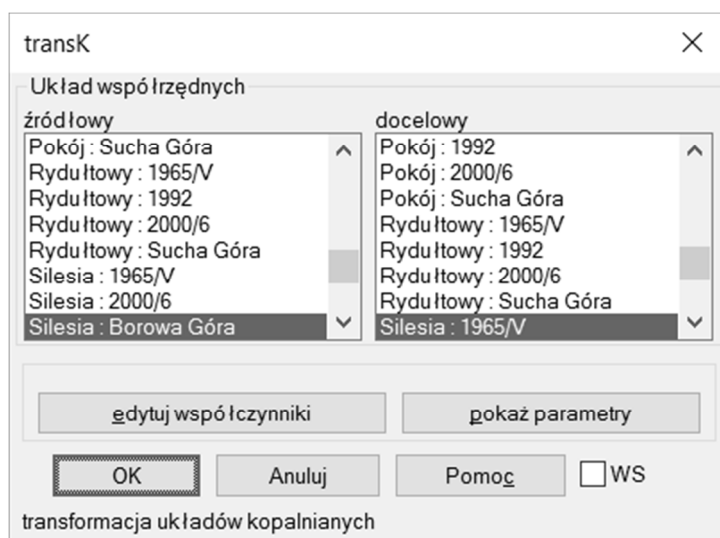 transK
Układ współrzędnych
źródłowy
Pokój : Sucha Góra
Rydułtowy : 1965/V
Rydułtowy : 1992
Rydułtowy : 2000/6
Rydułtowy : Sucha Góra
Silesia : 1965/V
Silesia : 2000/6
Silesia : Borowa Góra
docelowy
Pokój : 1992
Pokój : 2000/6
Pokój : Sucha Góra
Rydułtowy : 1965/V
Rydułtowy : 1992
Rydułtowy : 2000/6
Rydułtowy : Sucha Góra
Silesia : 1965/V
edytuj współczynniki
pokaż parametry
OK
Anuluj
Pomoc
WS
transformacja układów kopalnianych